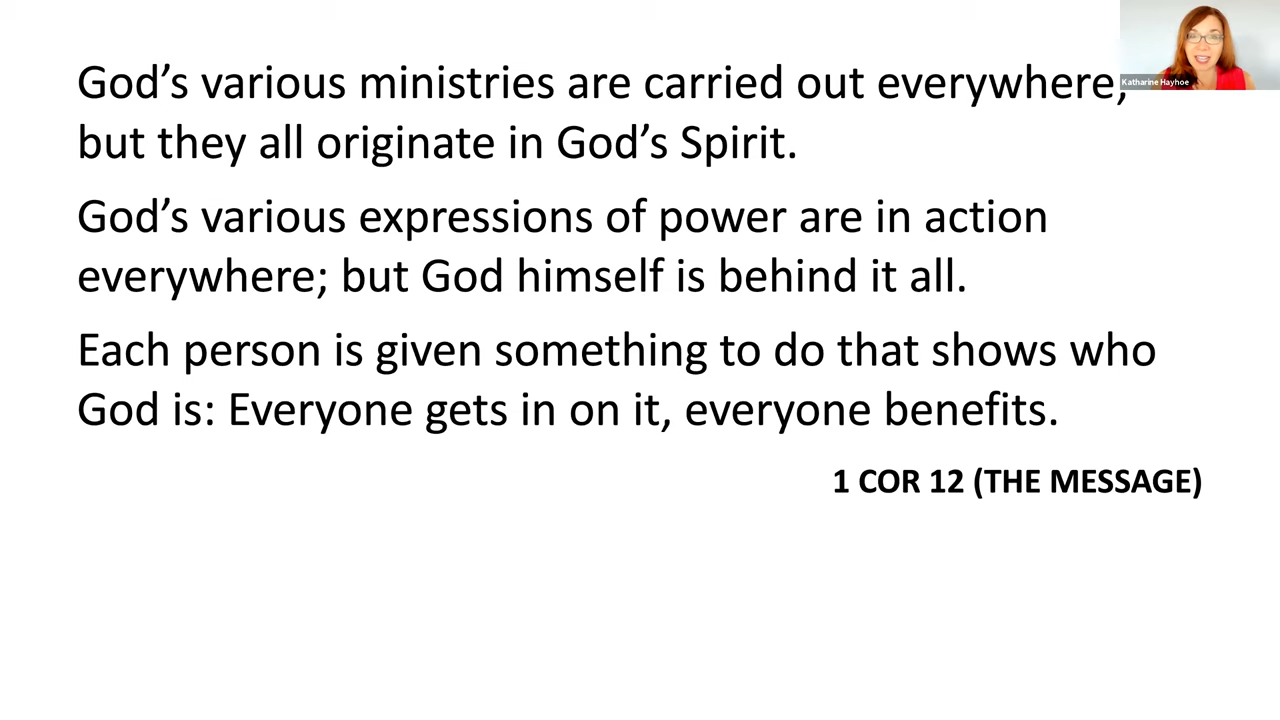 God’s various ministries are carried out everywhere;
but they all originate in God’s Spirit.
God’s various expressions of power are in action
everywhere; but God himself is behind it all.
Each person is given something to do that shows who
God is: Everyone gets in on it, everyone benefits.
1 COR 12 (THE MESSAGE)
Katharine Hayhoe